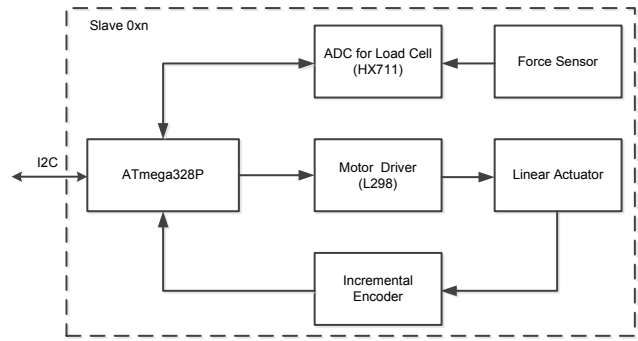 Slave 0xn
ADC for Load Cell
(HX711)
Force Sensor
I2C
ATmega328P
Motor Driver
(L298)
Linear Actuator
Incremental
Encoder